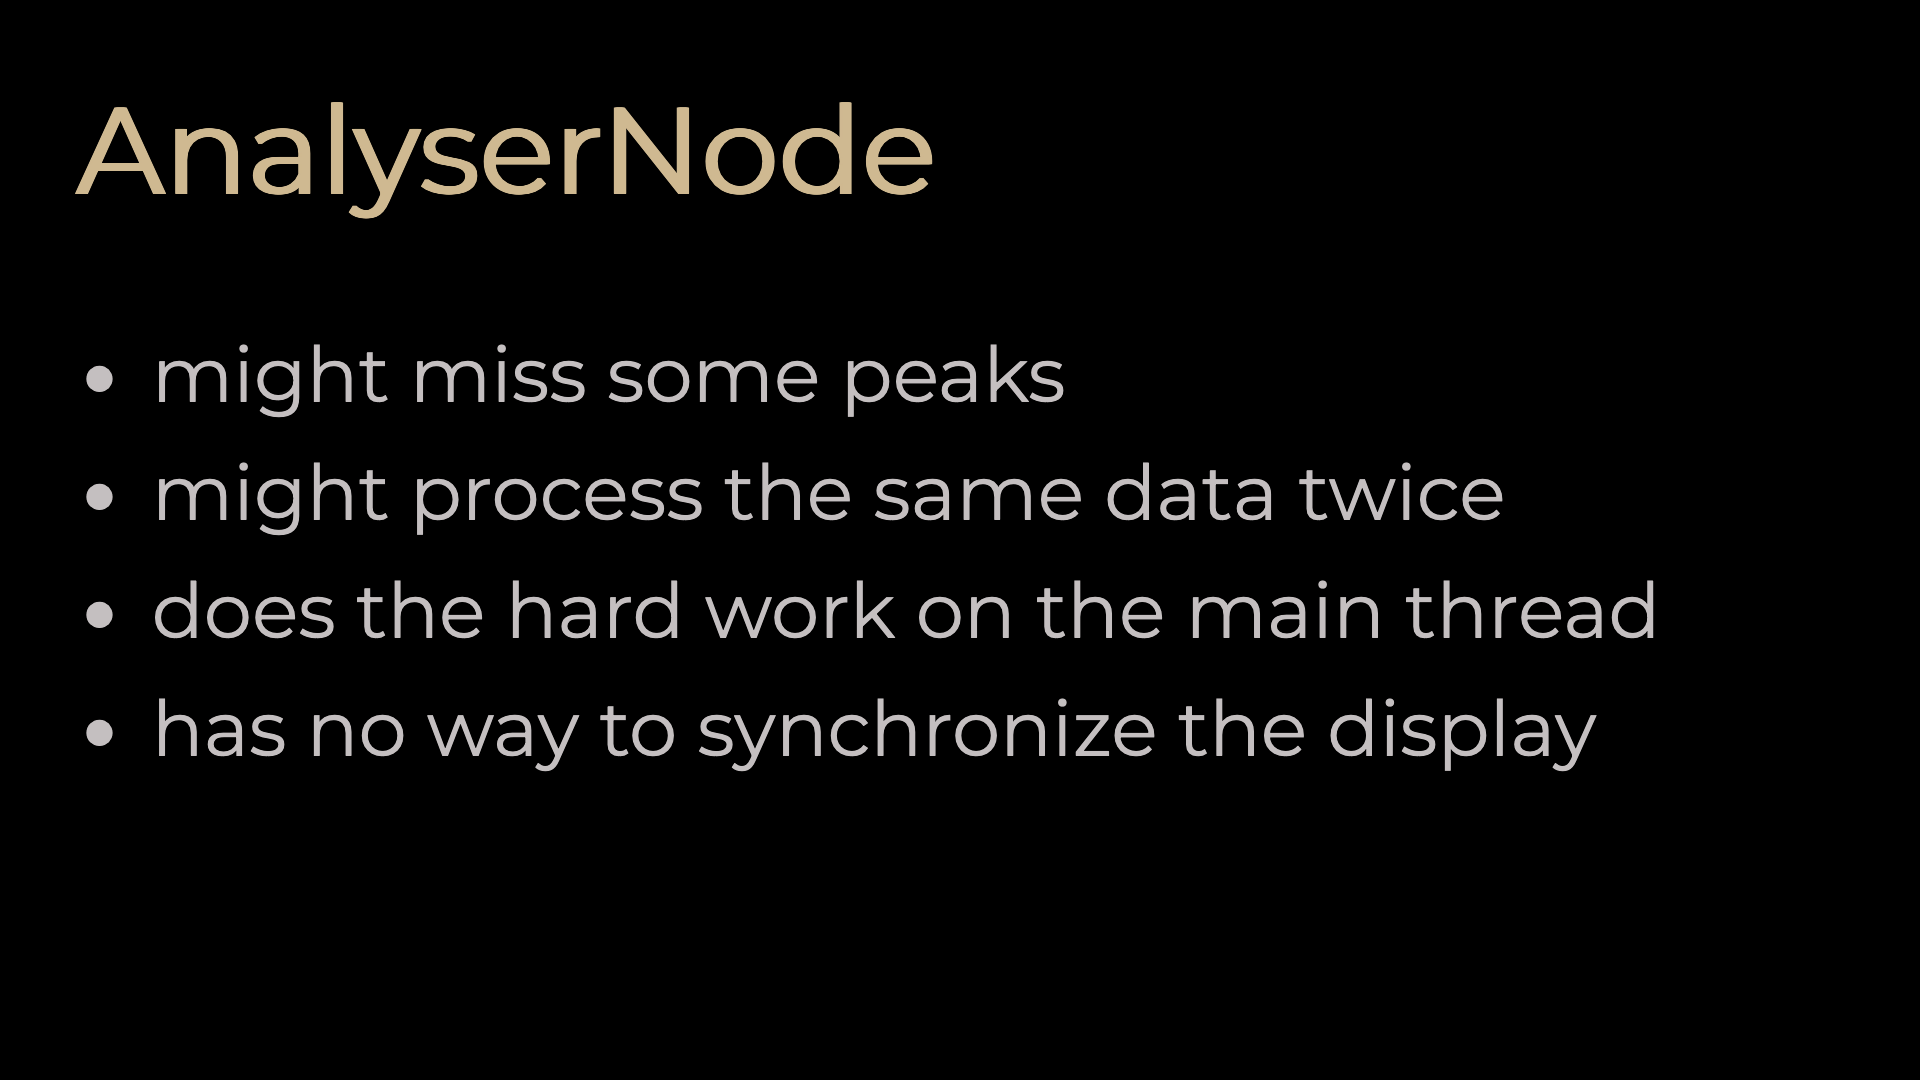 AnalyserNode
• might miss some peaks
• might process the same data twice
• does the hard work on the main thread
• has no way to synchronize the display